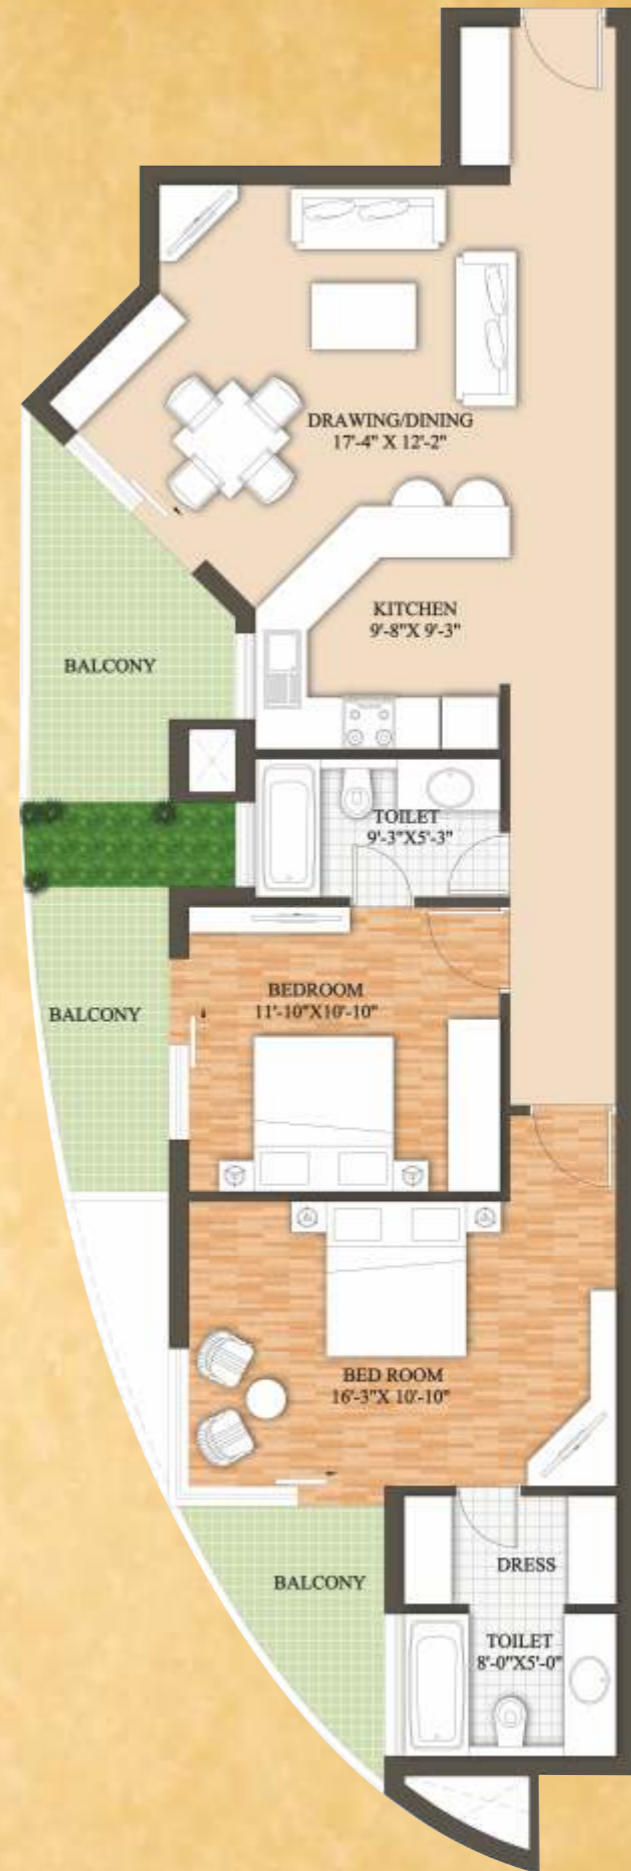 DRAWING/DINING
17'-4" X 12'-2"
KITCHEN
9'-8"X 9'-3"
BALCONY
TOILET
9'-3"X5'-3"
BEDROOM
11'-10"X10'-10"
BALCONY
BED ROOM
16'-3"X 10'-10"
DRESS
BALCONY
TOILET
8'-0"X5'-0"